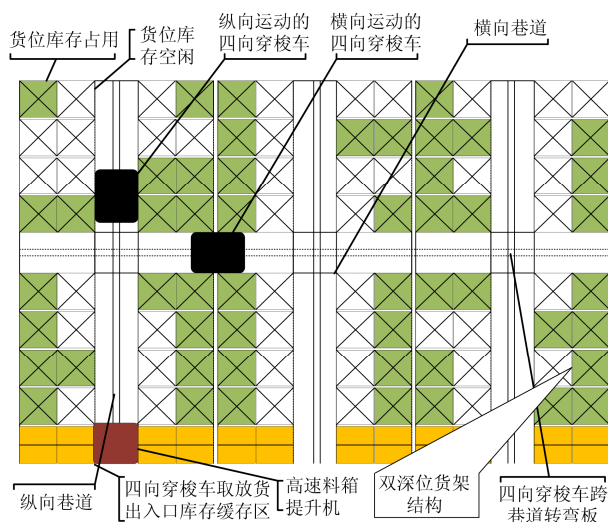 货位库存占用
货位库
存空闲
纵向运动的
四向穿梭车
横向运动的
四向穿梭车
横向巷道
纵向巷道
四向穿梭车取放货
出入口库存缓存区
高速料箱
提升机
双深位货架
结构
四向穿梭车跨
巷道转弯板